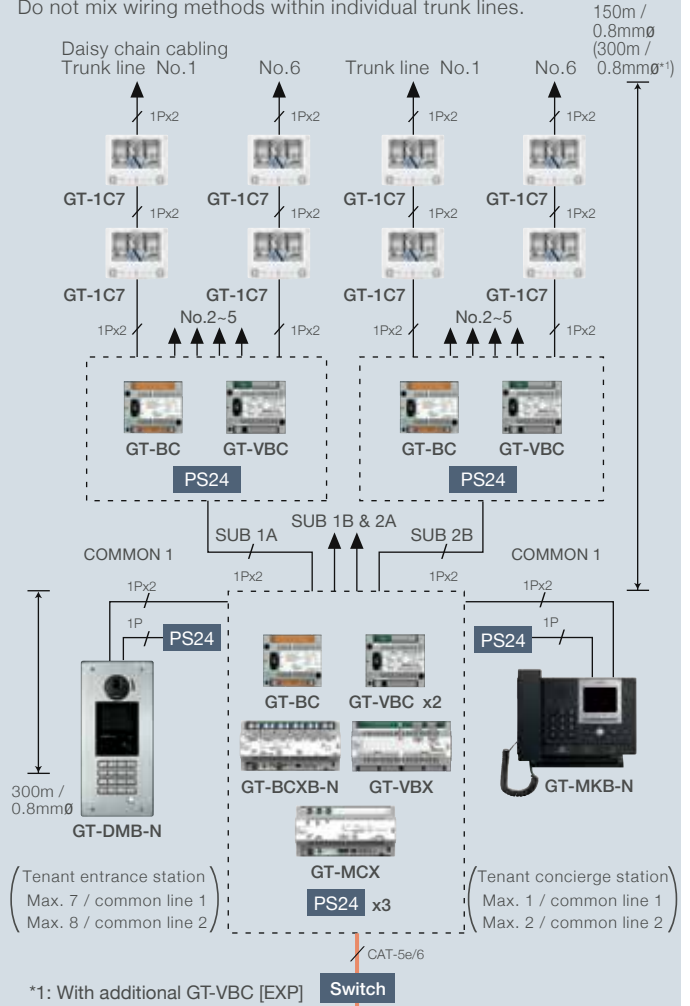 Do not mix wiring methods within individual trunk lines.
150m /
0.8mmø
(300m /
0.8mmø*1)
Daisy chain cabling
Trunk line No.1
No.6
Trunk line No.1
No.6
1Px2
1Px2
1Px2
1Px2
GT-1C7
GT-1C7
GT-1C7
GT-1C7
1Px2
1Px2
1Px2
1Px2
GT-1C7
GT-1C7
GT-1C7
GT-1C7
1Px2
No.2~5
1Px2
1Px2
No.2~5
1Px2
GT-BC
GT-VBC
GT-BC
GT-VBC
PS24
PS24
SUB 1A
SUB 1B & 2A
SUB 2B
COMMON 1
COMMON 1
1Px2
1Px2
1Px2
1Px2
1P
PS24
PS24
1P
GT-BC
GT-VBC x2
GT-BCXB-N
GT-VBX
GT-MKB-N
300m /
0.8mmø
GT-DMB-N
GT-MCX
PS24 x3
Tenant entrance station
Max. 7 / common line 1
Max. 8 / common line 2
Tenant concierge station
Max. 1 / common line 1
Max. 2 / common line 2
CAT-5e/6
*1: With additional GT-VBC [EXP]
Switch